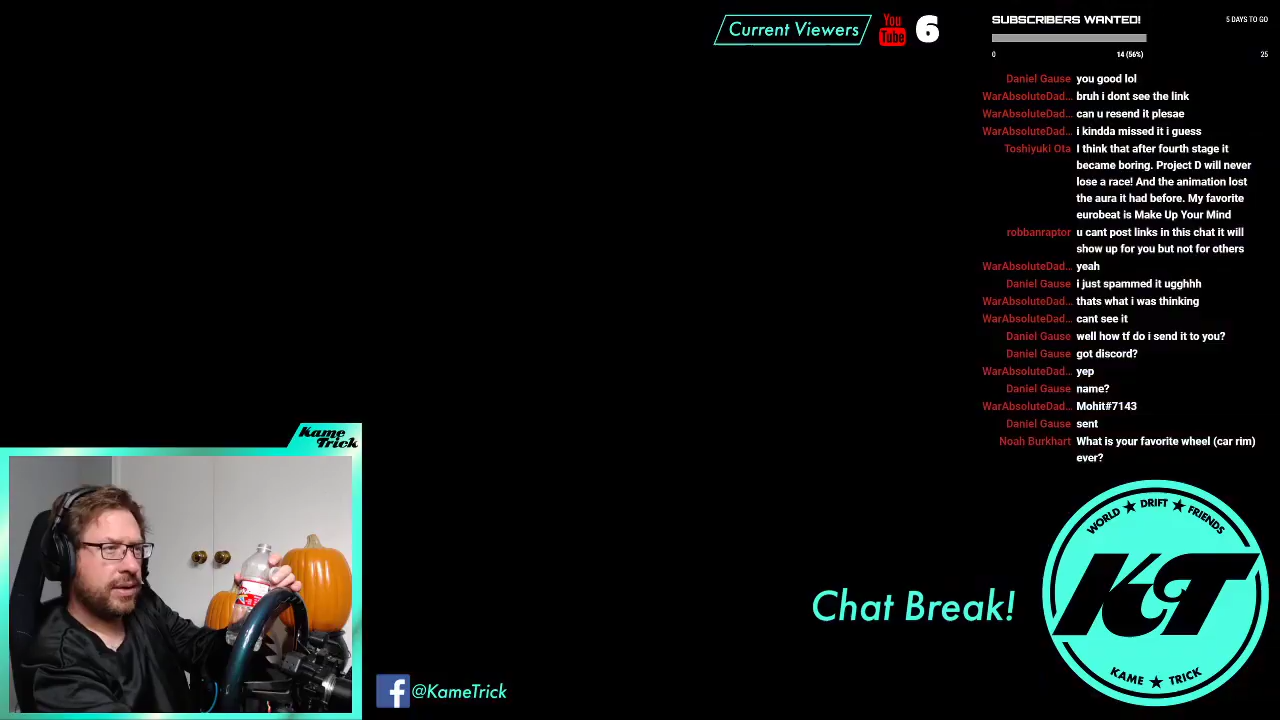 Current Viewers
You
Tube
6
SUBSCRIBERS WANTED!
5 DAYS TO GO
0
14 (56%)
25
Daniel Gause you good lol
WarAbsoluteDad... bruh i dont see the link
WarAbsoluteDad... can u resend it plesae
WarAbsoluteDad... i kindda missed it i guess
Toshiyuki Ota I think that after fourth stage it
became boring. Project D will never
lose a race! And the animation lost
the aura it had before. My favorite
eurobeat is Make Up Your Mind
robbanraptor u cant post links in this chat it will
show up for you but not for others
WarAbsoluteDad... yeah
Daniel Gause i just spammed it ugghhh
WarAbsoluteDad... thats what i was thinking
WarAbsoluteDad... cant see it
Daniel Gause well how tf do i send it to you?
Daniel Gause got discord?
WarAbsoluteDad... yep
Daniel Gause name?
WarAbsoluteDad... Mohit#7143
Daniel Gause sent
Noah Burkhart What is your favorite wheel (car rim)
ever?
Kame
Trick
WORLD ★ DRIFT ★ FRIENDS
KT
KAME ★ TRICK
Chat Break!
f @KameTrick